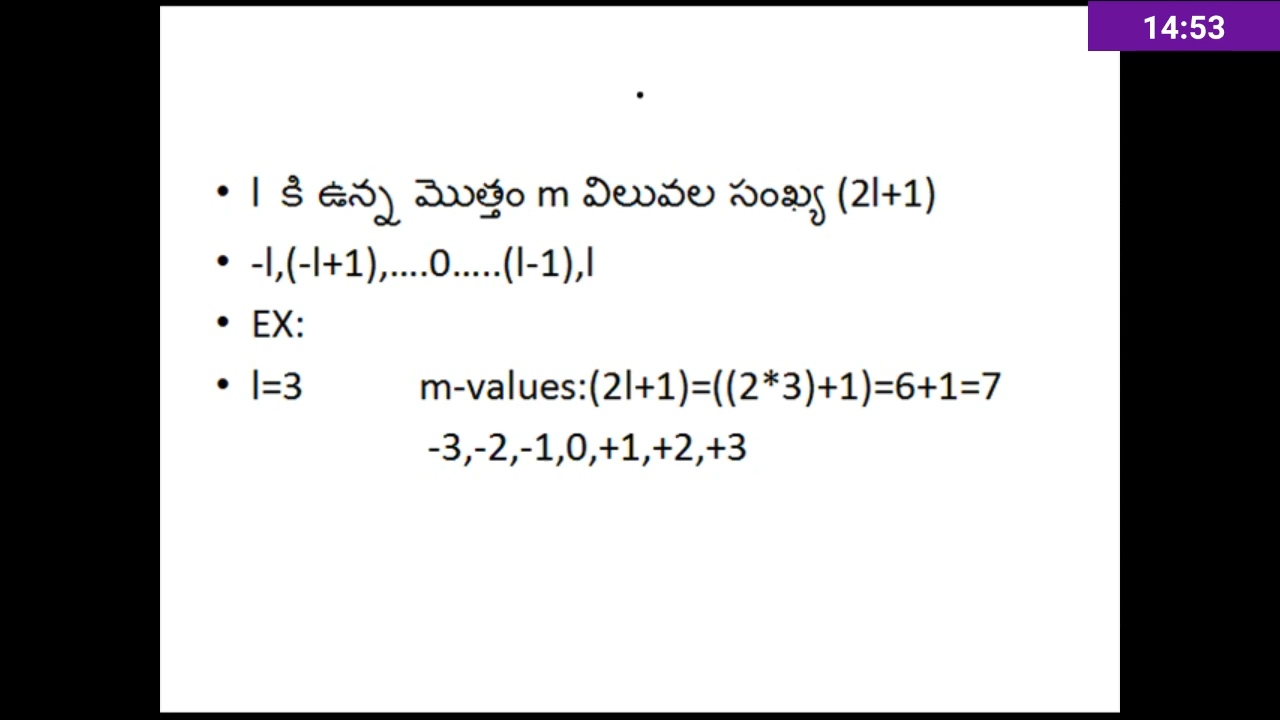 14:53
.
• l కి ఉన్న మొత్తం m విలువల సంఖ్య (2l+1)
• -l,(-l+1),....0.....(l-1),l
• EX:
• l=3 m-values:(2l+1)=((2*3)+1)=6+1=7
-3,-2,-1,0,+1,+2,+3